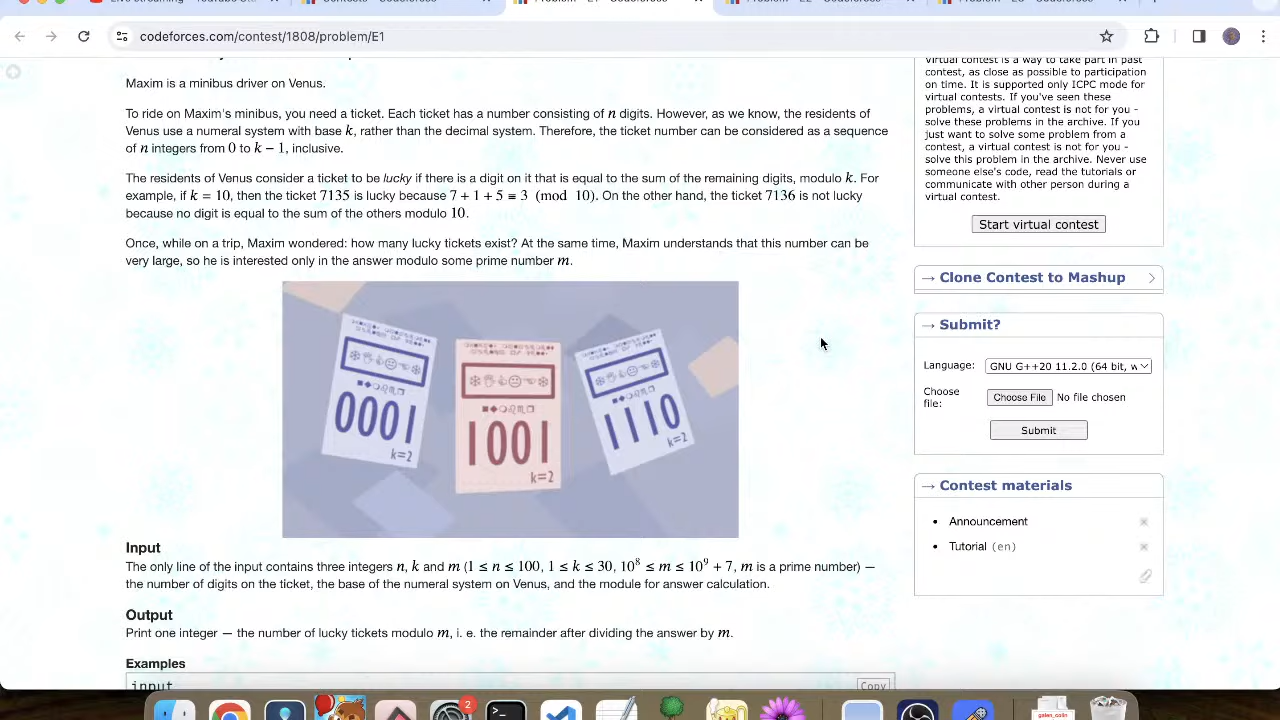 codeforces.com/contest/1808/problem/E1
Maxim is a minibus driver on Venus.
To ride on Maxim's minibus, you need a ticket. Each ticket has a number consisting of n digits. However, as we know, the residents of
Venus use a numeral system with base k, rather than the decimal system. Therefore, the ticket number can be considered as a sequence
of n integers from 0 to k − 1, inclusive.
The residents of Venus consider a ticket to be lucky if there is a digit on it that is equal to the sum of the remaining digits, modulo k. For
example, if k = 10, then the ticket 7135 is lucky because 7 + 1 + 5 ≡ 3 (mod 10). On the other hand, the ticket 7136 is not lucky
because no digit is equal to the sum of the others modulo 10.
Once, while on a trip, Maxim wondered: how many lucky tickets exist? At the same time, Maxim understands that this number can be
very large, so he is interested only in the answer modulo some prime number m.
0001
k=2
1001
k=2
1110
k=2
Input
The only line of the input contains three integers n, k and m (1 ≤ n ≤ 100, 1 ≤ k ≤ 30, 10⁸ ≤ m ≤ 10⁹ + 7, m is a prime number) —
the number of digits on the ticket, the base of the numeral system on Venus, and the module for answer calculation.
Output
Print one integer — the number of lucky tickets modulo m, i. e. the remainder after dividing the answer by m.
Examples
input
Copy
virtual contest is a way to take part in past
contest, as close as possible to participation
on time. It is supported only ICPC mode for
virtual contests. If you've seen these
problems, a virtual contest is not for you -
solve these problems in the archive. If you
just want to solve some problem from a
contest, a virtual contest is not for you -
solve this problem in the archive. Never use
someone else's code, read the tutorials or
communicate with other person during a
virtual contest.
Start virtual contest
→ Clone Contest to Mashup
→ Submit?
Language: GNU G++20 11.2.0 (64 bit, w
Choose
file:
Choose File No file chosen
Submit
→ Contest materials
Announcement
Tutorial (en)
2